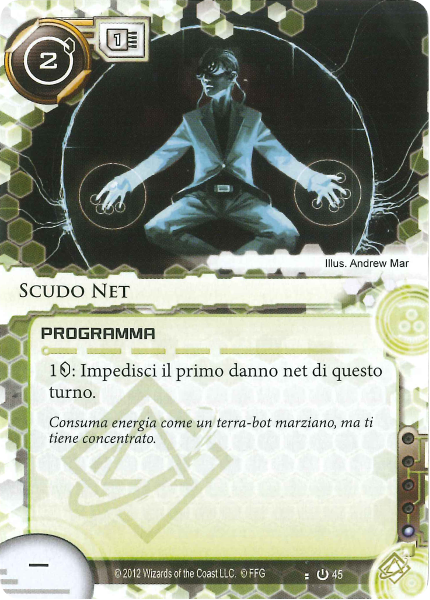 2
1
Illus. Andrew Mar
Scudo Net
PROGRAMMA
1: Impedisci il primo danno net di questo
turno.
Consuma energia come un terra-bot marziano, ma ti
tiene concentrato.
–
© 2012 Wizards of the Coast LLC. © FFG
45